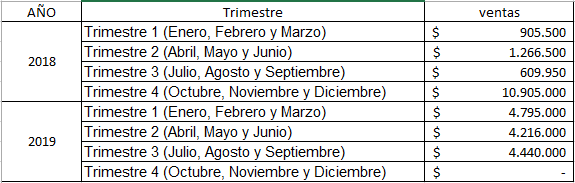 AÑO Trimestre ventas
2018 Trimestre 1 (Enero, Febrero y Marzo) $ 905.500
Trimestre 2 (Abril, Mayo y Junio) $ 1.266.500
Trimestre 3 (Julio, Agosto y Septiembre) $ 609.950
Trimestre 4 (Octubre, Noviembre y Diciembre) $ 10.905.000
2019 Trimestre 1 (Enero, Febrero y Marzo) $ 4.795.000
Trimestre 2 (Abril, Mayo y Junio) $ 4.216.000
Trimestre 3 (Julio, Agosto y Septiembre) $ 4.440.000
Trimestre 4 (Octubre, Noviembre y Diciembre) $ -